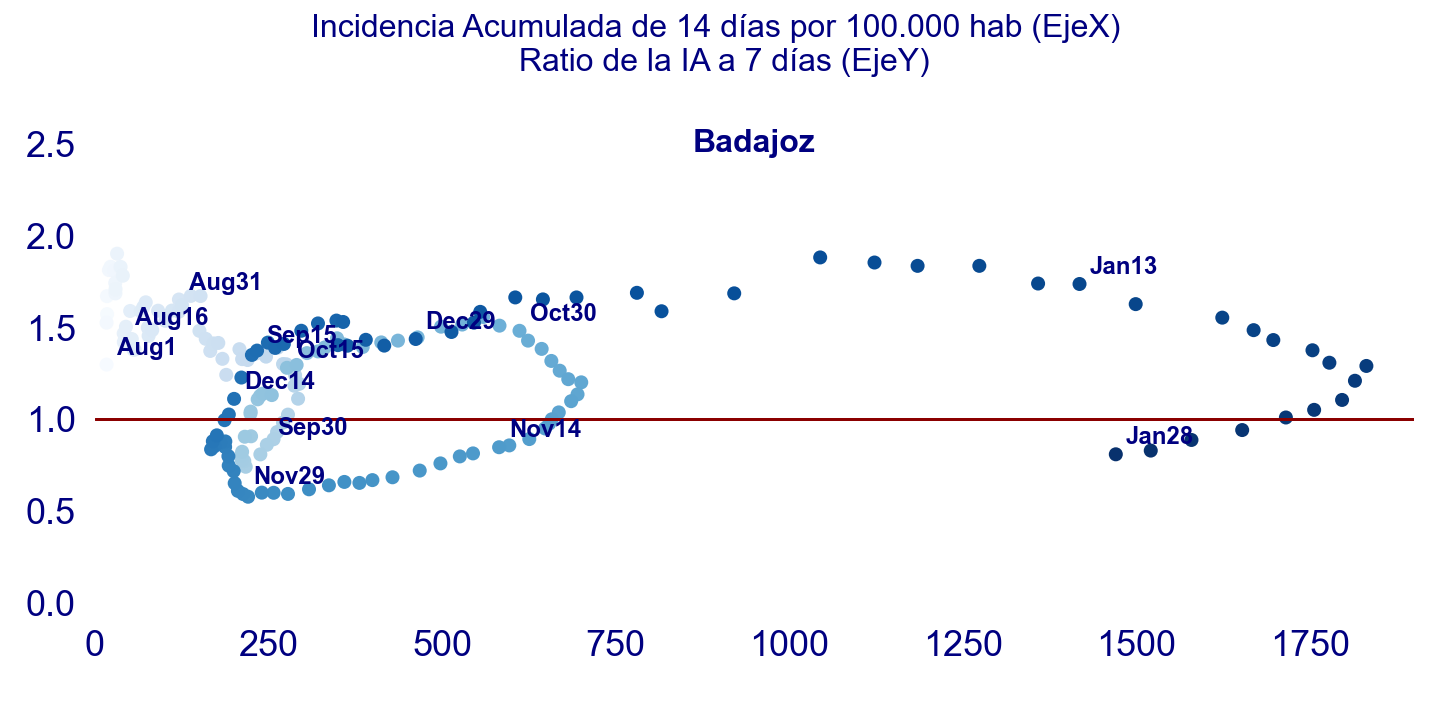 Incidencia Acumulada de 14 días por 100.000 hab (EjeX)
Ratio de la IA a 7 días (EjeY)
Badajoz
2.5
2.0
1.5
1.0
0.5
0.0
Aug31
Jan13
Aug16
Sep15
Dec29
Oct30
Aug1
Oct15
Dec14
Sep30
Nov14
Jan28
Nov29
0 250 500 750 1000 1250 1500 1750